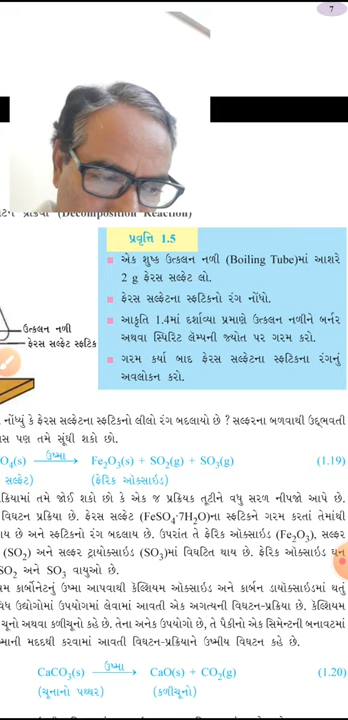 7
(Decomposition Reaction)
પ્રવૃત્તિ 1.5
એક શુષ્ક ઉત્કલન નળી (Boiling Tube)માં આશરે
2 g ફેરસ સલ્ફેટ લો.
ફેરસ સલ્ફેટના સ્ફટિકનો રંગ નોંધો.
આકૃતિ 1.4માં દર્શાવ્યા પ્રમાણે ઉત્કલન નળીને બર્નર
અથવા સ્પિરિટ લેમ્પની જ્યોત પર ગરમ કરો.
ગરમ કર્યા બાદ ફેરસ સલ્ફેટના સ્ફટિકના રંગનું
અવલોકન કરો.
ઉત્કલન નળી
ફેરસ સલ્ફેટ સ્ફટિક
નોંધ્યું કે ફેરસ સલ્ફેટના સ્ફટિકનો લીલો રંગ બદલાયો છે ? સલ્ફરના બળવાથી ઉદ્દભવતી
પણ તમે સૂંઘી શકો છો.
O₄(s) ઉષ્મા→ Fe₂O₃(s) + SO₂(g) + SO₃(g) (1.19)
સલ્ફેટ) (ફેરિક ઑક્સાઇડ)
ક્રિયામાં તમે જોઈ શકો છો કે એક જ પ્રક્રિયક તૂટીને વધુ સરળ નીપજો આપે છે.
વિઘટન પ્રક્રિયા છે. ફેરસ સલ્ફેટ (FeSO₄·7H₂O)ના સ્ફટિકને ગરમ કરતાં તેમાંથી
ય છે અને સ્ફટિકનો રંગ બદલાય છે. ઉપરાંત તે ફેરિક ઑક્સાઇડ (Fe₂O₃), સલ્ફર
(SO₂) અને સલ્ફર ટ્રાયૉક્સાઇડ (SO₃)માં વિઘટિત થાય છે. ફેરિક ઑક્સાઇડ ઘન
SO₂ અને SO₃ વાયુઓ છે.
યમ કાર્બોનેટનું ઉષ્મા આપવાથી કૅલ્શિયમ ઑક્સાઇડ અને કાર્બન ડાયૉક્સાઇડમાં થતું
વિધ ઉદ્યોગોમાં ઉપયોગમાં લેવામાં આવતી એક અગત્યની વિઘટન-પ્રક્રિયા છે. કૅલ્શિયમ
ચૂનો અથવા કળીચૂનો કહે છે. તેના અનેક ઉપયોગો છે, તે પૈકીનો એક સિમેન્ટની બનાવટમાં
માની મદદથી કરવામાં આવતી વિઘટન-પ્રક્રિયાને ઉષ્મીય વિઘટન કહે છે.
CaCO₃(s) ઉષ્મા→ CaO(s) + CO₂(g) (1.20)
(ચૂનાનો પથ્થર) (કળીચૂનો)